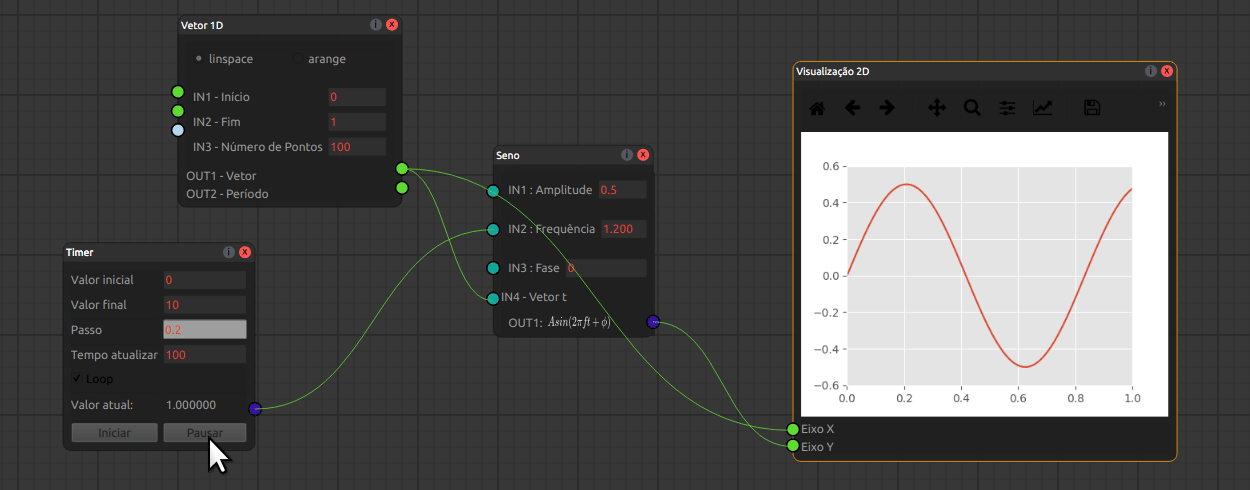 Vetor 1D
i x
linspace arange
IN1 - Início 0
IN2 - Fim 1
IN3 - Número de Pontos 100
OUT1 - Vetor
OUT2 - Período
Timer
i x
Valor inicial 0
Valor final 10
Passo 0.2
Tempo atualizar 100
Loop
Valor atual: 1.000000
Iniciar Pausar
Seno
i x
IN1 : Amplitude 0.5
IN2 : Frequência 1.200
IN3 : Fase 0
IN4 - Vetor t
OUT1: Asin(2πft+ϕ)
Visualização 2D
i x
»
0.6
0.4
0.2
0.0
−0.2
−0.4
−0.6
0.0 0.2 0.4 0.6 0.8 1.0
Eixo X
Eixo Y